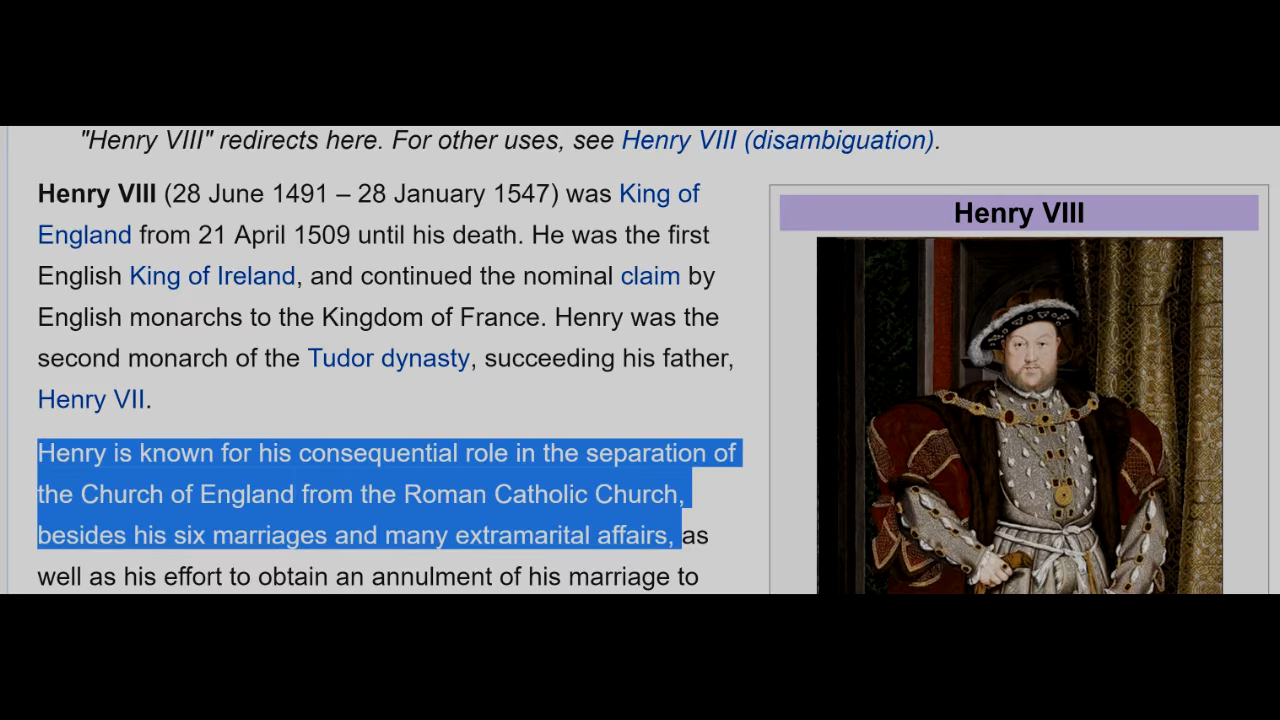 "Henry VIII" redirects here. For other uses, see Henry VIII (disambiguation).
Henry VIII (28 June 1491 – 28 January 1547) was King of
England from 21 April 1509 until his death. He was the first
English King of Ireland, and continued the nominal claim by
English monarchs to the Kingdom of France. Henry was the
second monarch of the Tudor dynasty, succeeding his father,
Henry VII.
Henry is known for his consequential role in the separation of
the Church of England from the Roman Catholic Church,
besides his six marriages and many extramarital affairs, as
well as his effort to obtain an annulment of his marriage to
Henry VIII